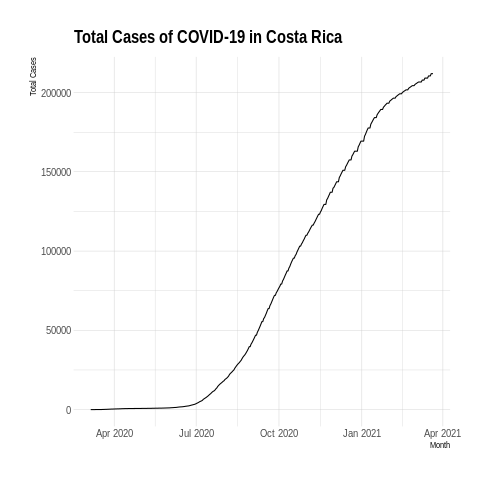 Total Cases of COVID-19 in Costa Rica
Total Cases
200000
150000
100000
50000
0
Apr 2020 Jul 2020 Oct 2020 Jan 2021 Apr 2021
Month